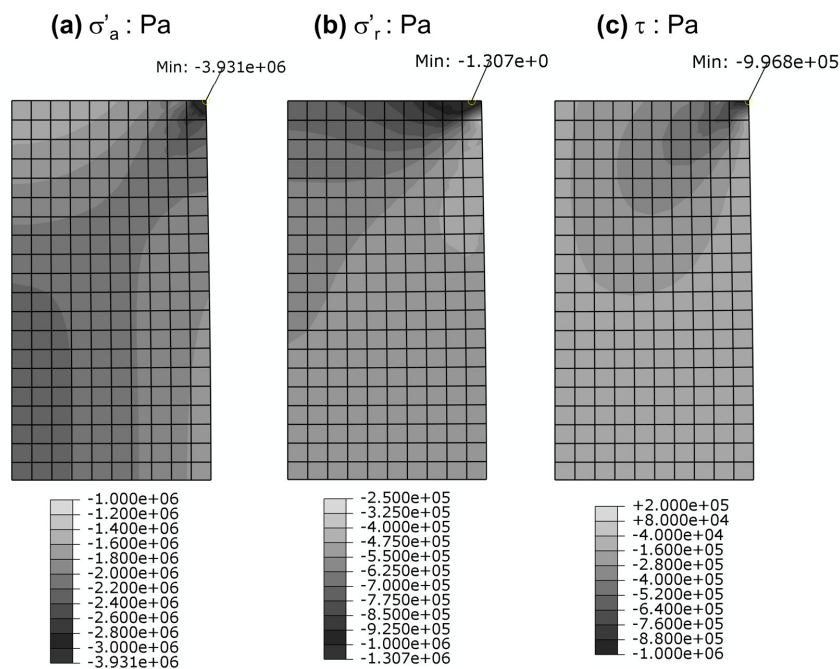 (a) σ'a : Pa
(b) σ'r : Pa
(c) τ : Pa
Min: -3.931e+06
Min: -1.307e+0
Min: -9.968e+05
-1.000e+06
-1.200e+06
-1.400e+06
-1.600e+06
-1.800e+06
-2.000e+06
-2.200e+06
-2.400e+06
-2.600e+06
-2.800e+06
-3.000e+06
-3.931e+06
-2.500e+05
-3.250e+05
-4.000e+05
-4.750e+05
-5.500e+05
-6.250e+05
-7.000e+05
-7.750e+05
-8.500e+05
-9.250e+05
-1.000e+06
-1.307e+06
+2.000e+05
+8.000e+04
-4.000e+04
-1.600e+05
-2.800e+05
-4.000e+05
-5.200e+05
-6.400e+05
-7.600e+05
-8.800e+05
-1.000e+06